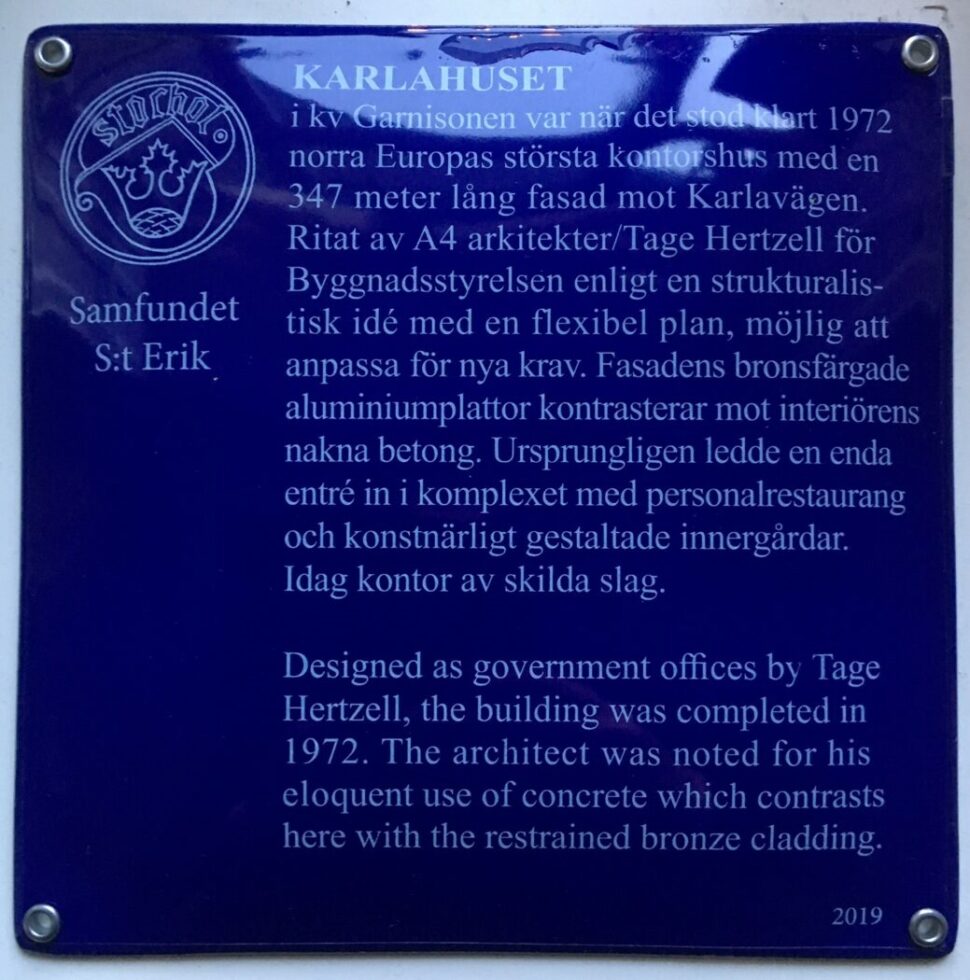 stochol
Samfundet
S:t Erik
KARLAHUSET
i kv Garnisonen var när det stod klart 1972
norra Europas största kontorshus med en
347 meter lång fasad mot Karlavägen.
Ritat av A4 arkitekter/Tage Hertzell för
Byggnadsstyrelsen enligt en strukturalis-
tisk idé med en flexibel plan, möjlig att
anpassa för nya krav. Fasadens bronsfärgade
aluminiumplattor kontrasterar mot interiörens
nakna betong. Ursprungligen ledde en enda
entré in i komplexet med personalrestaurang
och konstnärligt gestaltade innergårdar.
Idag kontor av skilda slag.
Designed as government offices by Tage
Hertzell, the building was completed in
1972. The architect was noted for his
eloquent use of concrete which contrasts
here with the restrained bronze cladding.
2019